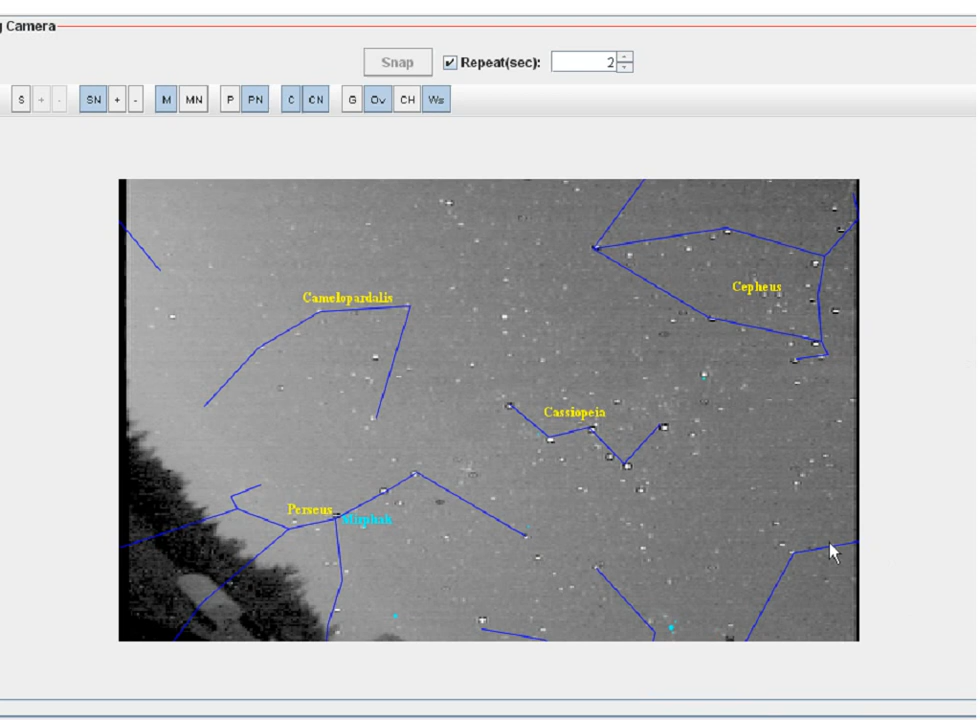 g Camera
Snap Repeat(sec): 2
S + - SN + - M MN P PN C CN G Ov CH Ws
Cepheus
Camelopardalis
Cassiopeia
Perseus
Mirphak